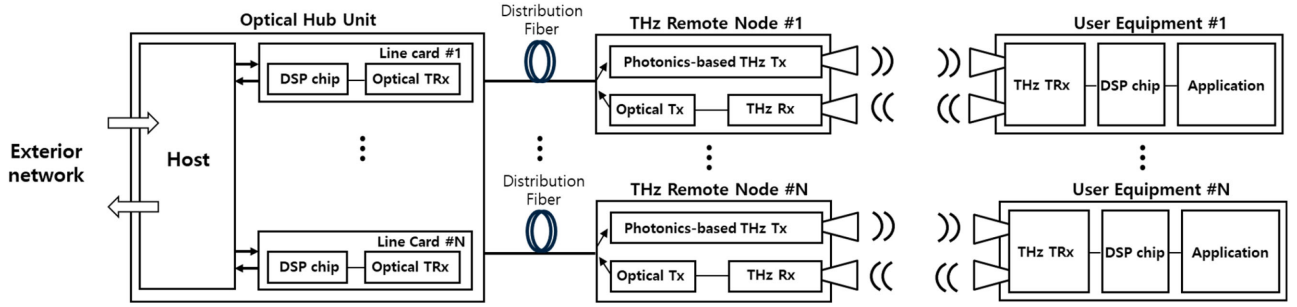 Optical Hub Unit
Distribution
Fiber
THz Remote Node #1
User Equipment #1
Line card #1
DSP chip
Optical TRx
Photonics-based THz Tx
Optical Tx
THz Rx
THz TRx
DSP chip
Application
Exterior
network
Host
Distribution
Fiber
THz Remote Node #N
User Equipment #N
Line Card #N
DSP chip
Optical TRx
Photonics-based THz Tx
Optical Tx
THz Rx
THz TRx
DSP chip
Application